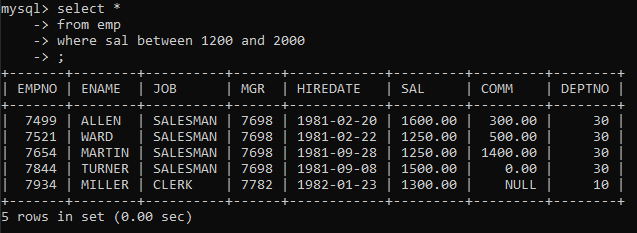 mysql> select *
    -> from emp
    -> where sal between 1200 and 2000
    -> ;
+-------+--------+----------+------+------------+---------+---------+--------+
| EMPNO | ENAME  | JOB      | MGR  | HIREDATE   | SAL     | COMM    | DEPTNO |
+-------+--------+----------+------+------------+---------+---------+--------+
|  7499 | ALLEN  | SALESMAN | 7698 | 1981-02-20 | 1600.00 |  300.00 |     30 |
|  7521 | WARD   | SALESMAN | 7698 | 1981-02-22 | 1250.00 |  500.00 |     30 |
|  7654 | MARTIN | SALESMAN | 7698 | 1981-09-28 | 1250.00 | 1400.00 |     30 |
|  7844 | TURNER | SALESMAN | 7698 | 1981-09-08 | 1500.00 |    0.00 |     30 |
|  7934 | MILLER | CLERK    | 7782 | 1982-01-23 | 1300.00 |    NULL |     10 |
+-------+--------+----------+------+------------+---------+---------+--------+
5 rows in set (0.00 sec)